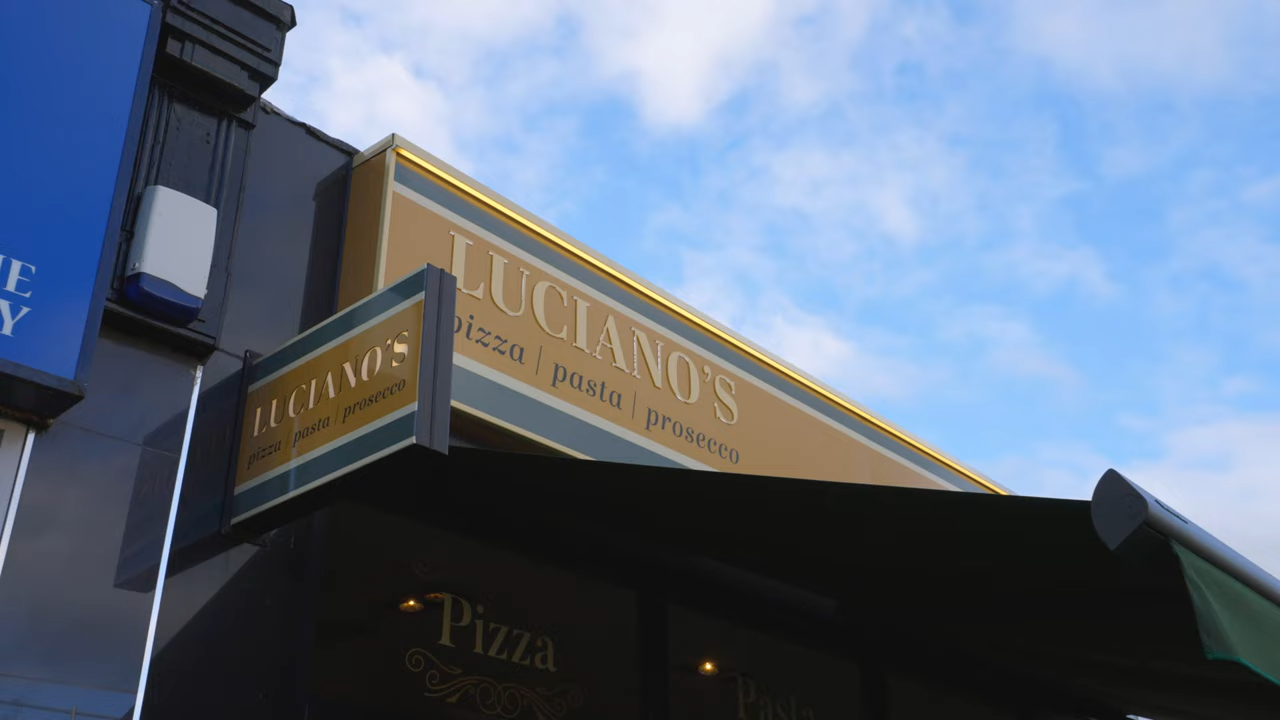 LUCIANO'S
pizza | pasta | prosecco
LUCIANO'S
pizza | pasta | prosecco
Pizza
Pasta